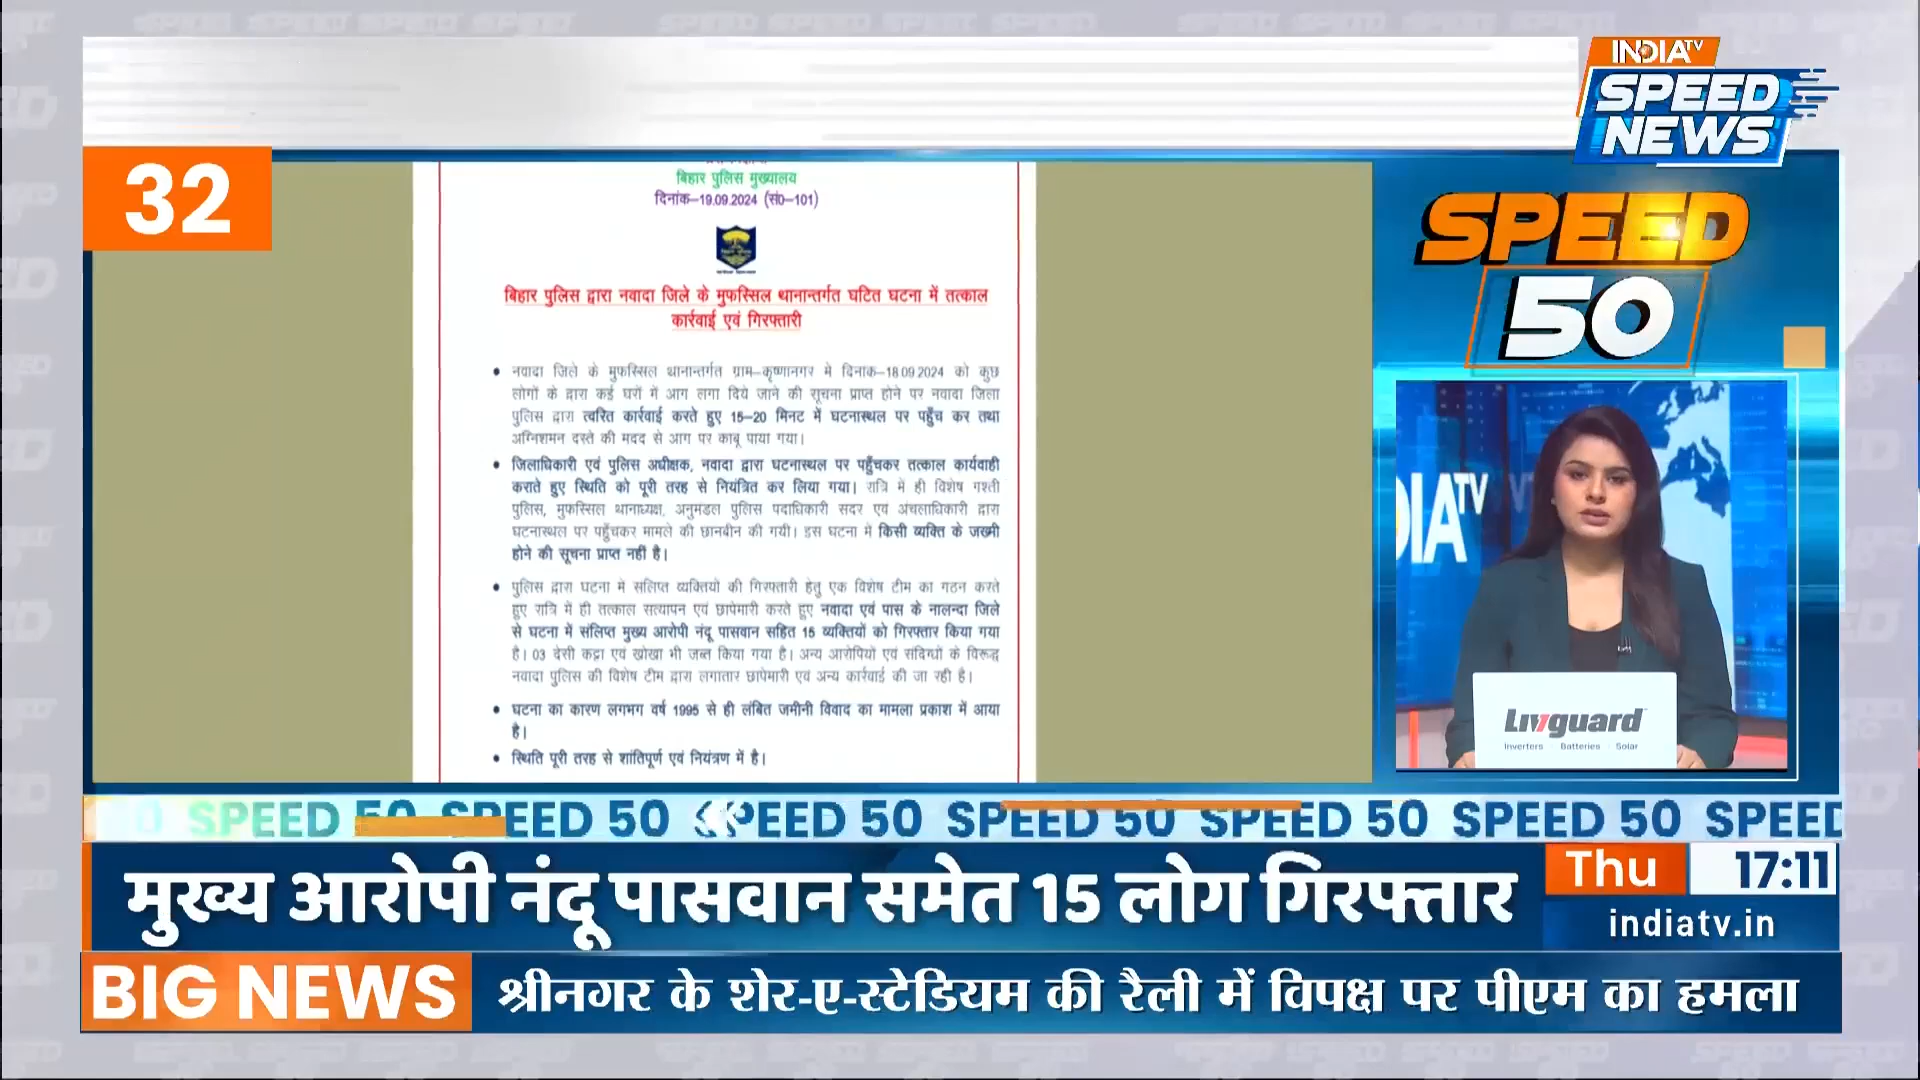 INDIA TV
SPEED
NEWS
32
बिहार पुलिस मुख्यालय
दिनांक–19.09.2024 (सं0–101)
बिहार पुलिस द्वारा नवादा जिले के मुफस्सिल थानान्तर्गत घटित घटना में तत्काल
कार्रवाई एवं गिरफ्तारी
• नवादा जिले के मुफस्सिल थानान्तर्गत ग्राम–कृष्णानगर मे दिनांक–18.09.2024 को कुछ
लोगों के द्वारा कई घरों में आग लगा दिये जाने की सूचना प्राप्त होने पर नवादा जिला
पुलिस द्वारा त्वरित कार्रवाई करते हुए 15–20 मिनट में घटनास्थल पर पहुँच कर तथा
अग्निशमन दस्ते की मदद से आग पर काबू पाया गया।
• जिलाधिकारी एवं पुलिस अधीक्षक, नवादा द्वारा घटनास्थल पर पहुँचकर तत्काल कार्यवाही
कराते हुए स्थिति को पूरी तरह से नियंत्रित कर लिया गया। रात्रि में ही विशेष गश्ती
पुलिस, मुफस्सिल थानाध्यक्ष, अनुमंडल पुलिस पदाधिकारी सदर एवं अंचलाधिकारी द्वारा
घटनास्थल पर पहुँचकर मामले की छानबीन की गयी। इस घटना में किसी व्यक्ति के जख्मी
होने की सूचना प्राप्त नहीं है।
• पुलिस द्वारा घटना में संलिप्त व्यक्तियों की गिरफ्तारी हेतु एक विशेष टीम का गठन करते
हुए रात्रि में ही तत्काल सत्यापन एवं छापेमारी करते हुए नवादा एवं पास के नालन्दा जिले
से घटना में संलिप्त मुख्य आरोपी नंदू पासवान सहित 15 व्यक्तियों को गिरफ्तार किया गया
है। 03 देसी कट्टा एवं खोखा भी जब्त किया गया है। अन्य आरोपियों एवं संदिग्धों के विरूद्ध
नवादा पुलिस की विशेष टीम द्वारा लगातार छापेमारी एवं अन्य कार्रवाई की जा रही है।
• घटना का कारण लगभग वर्ष 1995 से ही लंबित जमीनी विवाद का मामला प्रकाश में आया
है।
• स्थिति पूरी तरह से शांतिपूर्ण एवं नियंत्रण में है।
SPEED
50
DIA TV
Livguard
Inverters Batteries Solar
SPEED 50 SPEED 50 SPEED 50 SPEED 50 SPEED 50 SPEED 50 SPEED
मुख्य आरोपी नंदू पासवान समेत 15 लोग गिरफ्तार
Thu 17:11
indiatv.in
BIG NEWS श्रीनगर के शेर-ए-स्टेडियम की रैली में विपक्ष पर पीएम का हमला